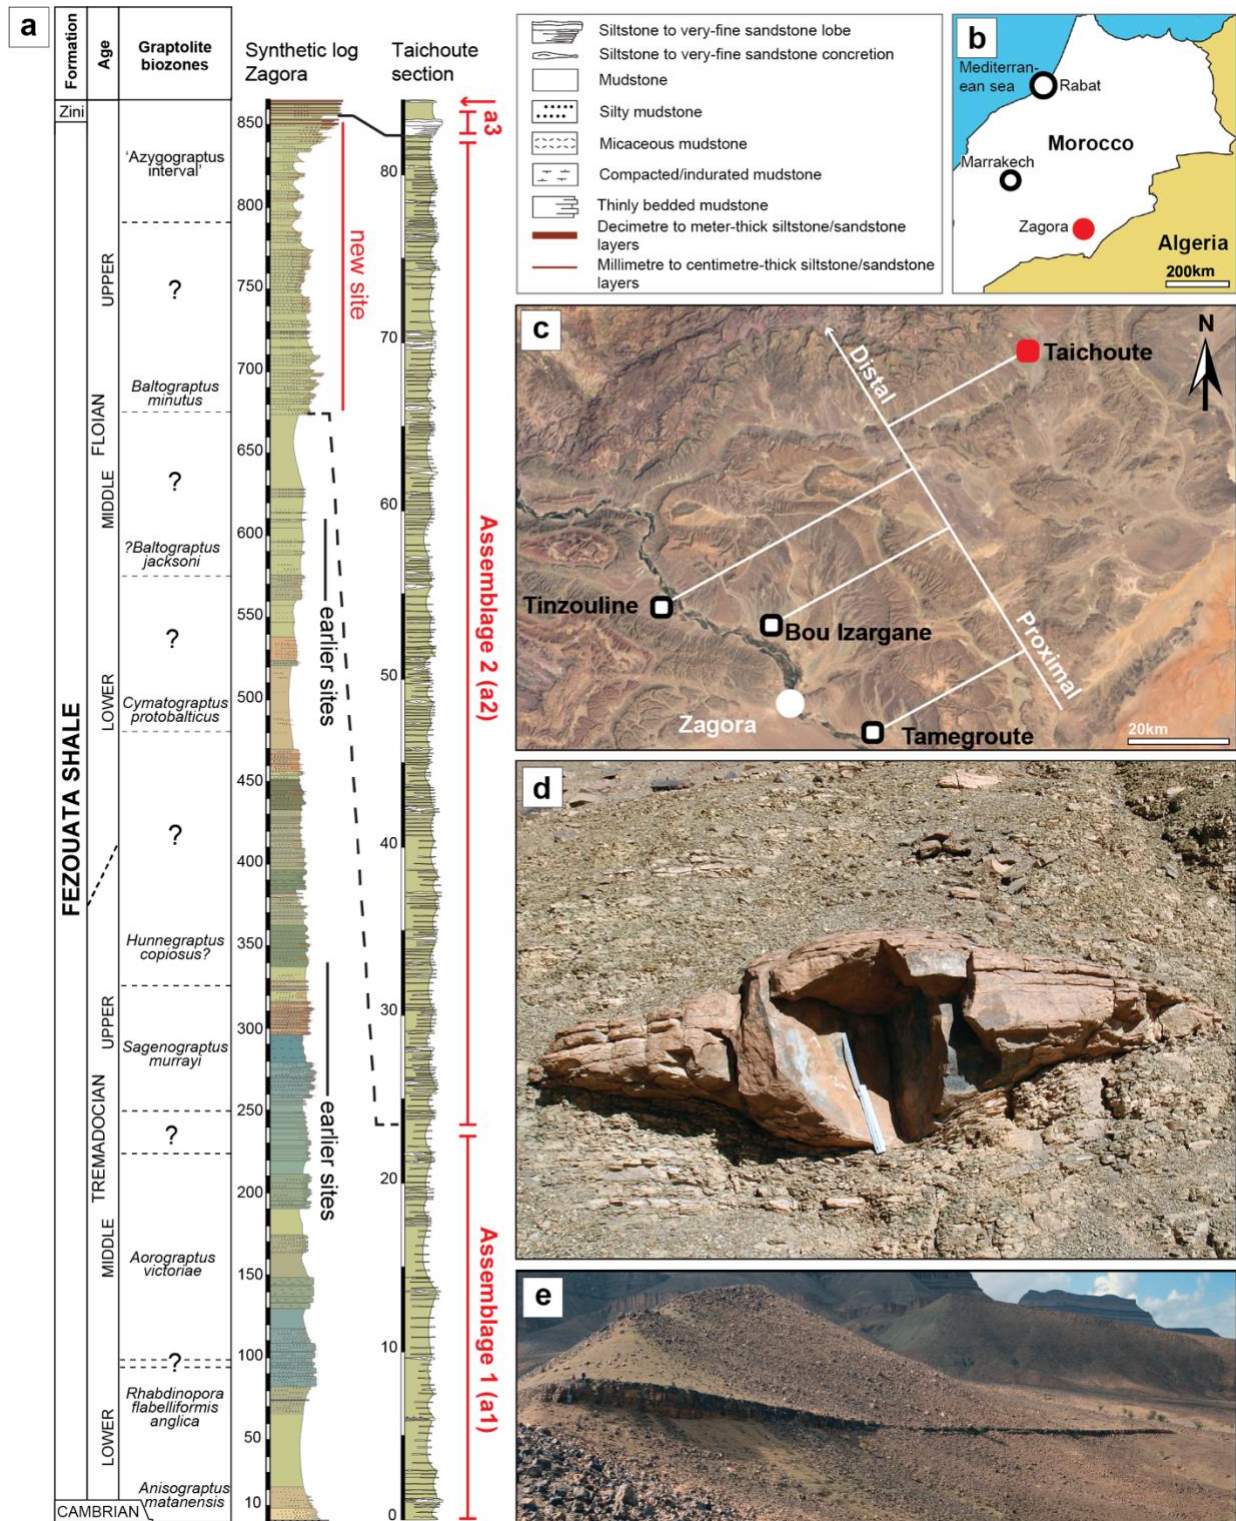 a
Formation
Age
Graptolite
biozones
Synthetic log
Zagora
Taichoute
section
Zini
FEZOUATA SHALE
CAMBRIAN
UPPER
FLOIAN
MIDDLE
LOWER
UPPER
TREMADOCIAN
MIDDLE
LOWER
‘Azygograptus
interval’
?
Baltograptus
minutus
?
?Baltograptus
jacksoni
?
Cymatograptus
protobalticus
?
Hunnegraptus
copiosus?
Sagenograptus
murrayi
?
Aorograptus
victoriae
?
Rhabdinopora
flabelliformis
anglica
Anisograptus
matanensis
850
800
750
700
650
600
550
500
450
400
350
300
250
200
150
100
50
10
new site
earlier sites
earlier sites
80
70
60
50
40
30
20
10
0
a3
Assemblage 2 (a2)
Assemblage 1 (a1)
Siltstone to very-fine sandstone lobe
Siltstone to very-fine sandstone concretion
Mudstone
Silty mudstone
Micaceous mudstone
Compacted/indurated mudstone
Thinly bedded mudstone
Decimetre to meter-thick siltstone/sandstone
layers
Millimetre to centimetre-thick siltstone/sandstone
layers
b
Mediterran-
ean sea
Rabat
Morocco
Marrakech
Zagora
Algeria
200km
c
N
Distal
Taichoute
Tinzouline
Bou Izargane
Proximal
Zagora
Tamegroute
20km
d
e